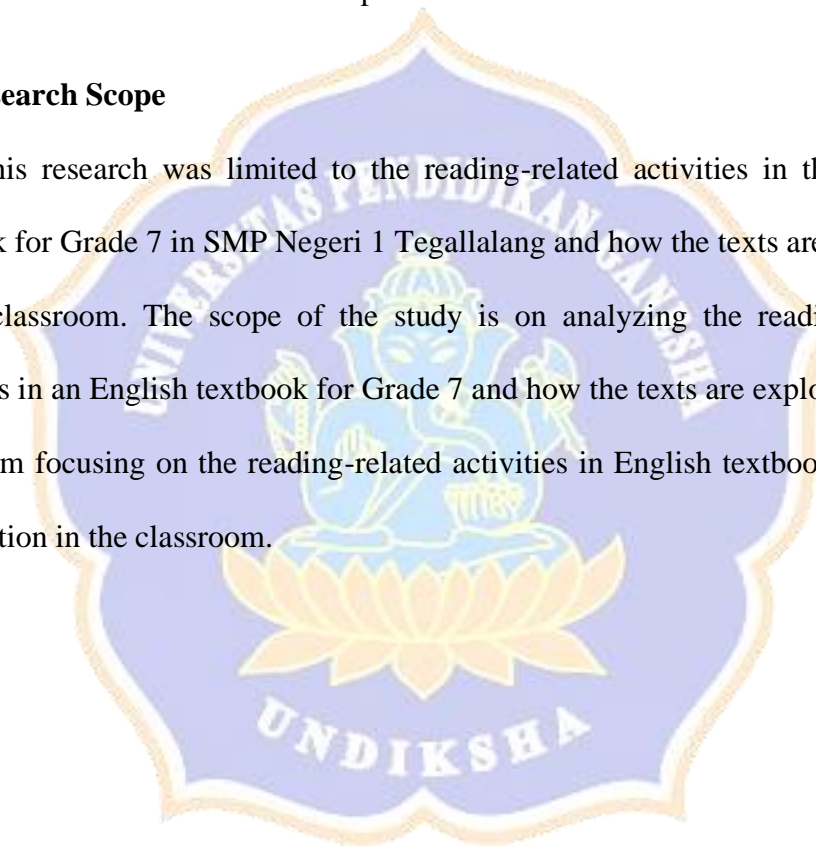 search Scope
his research was limited to the reading-related activities in th
k for Grade 7 in SMP Negeri 1 Tegallalang and how the texts are
classroom. The scope of the study is on analyzing the readi
s in an English textbook for Grade 7 and how the texts are explo
m focusing on the reading-related activities in English textboo
tion in the classroom.
UNIVERSITAS PENDIDIKAN GANESHA
UNDIKSHA